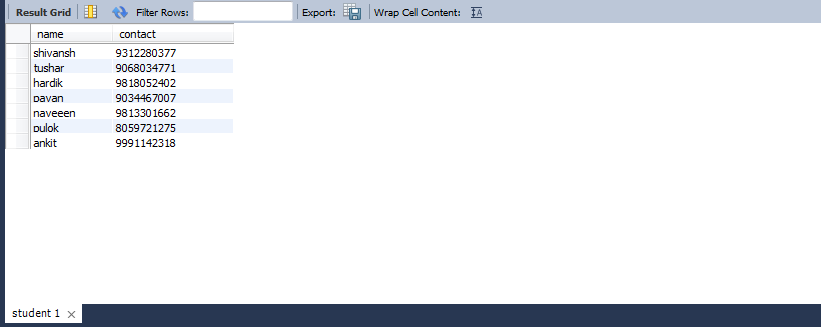 Result Grid Filter Rows: Export: Wrap Cell Content:
name contact
shivansh 9312280377
tushar 9068034771
hardik 9818052402
pavan 9034467007
naveeen 9813301662
pulok 8059721275
ankit 9991142318
student 1